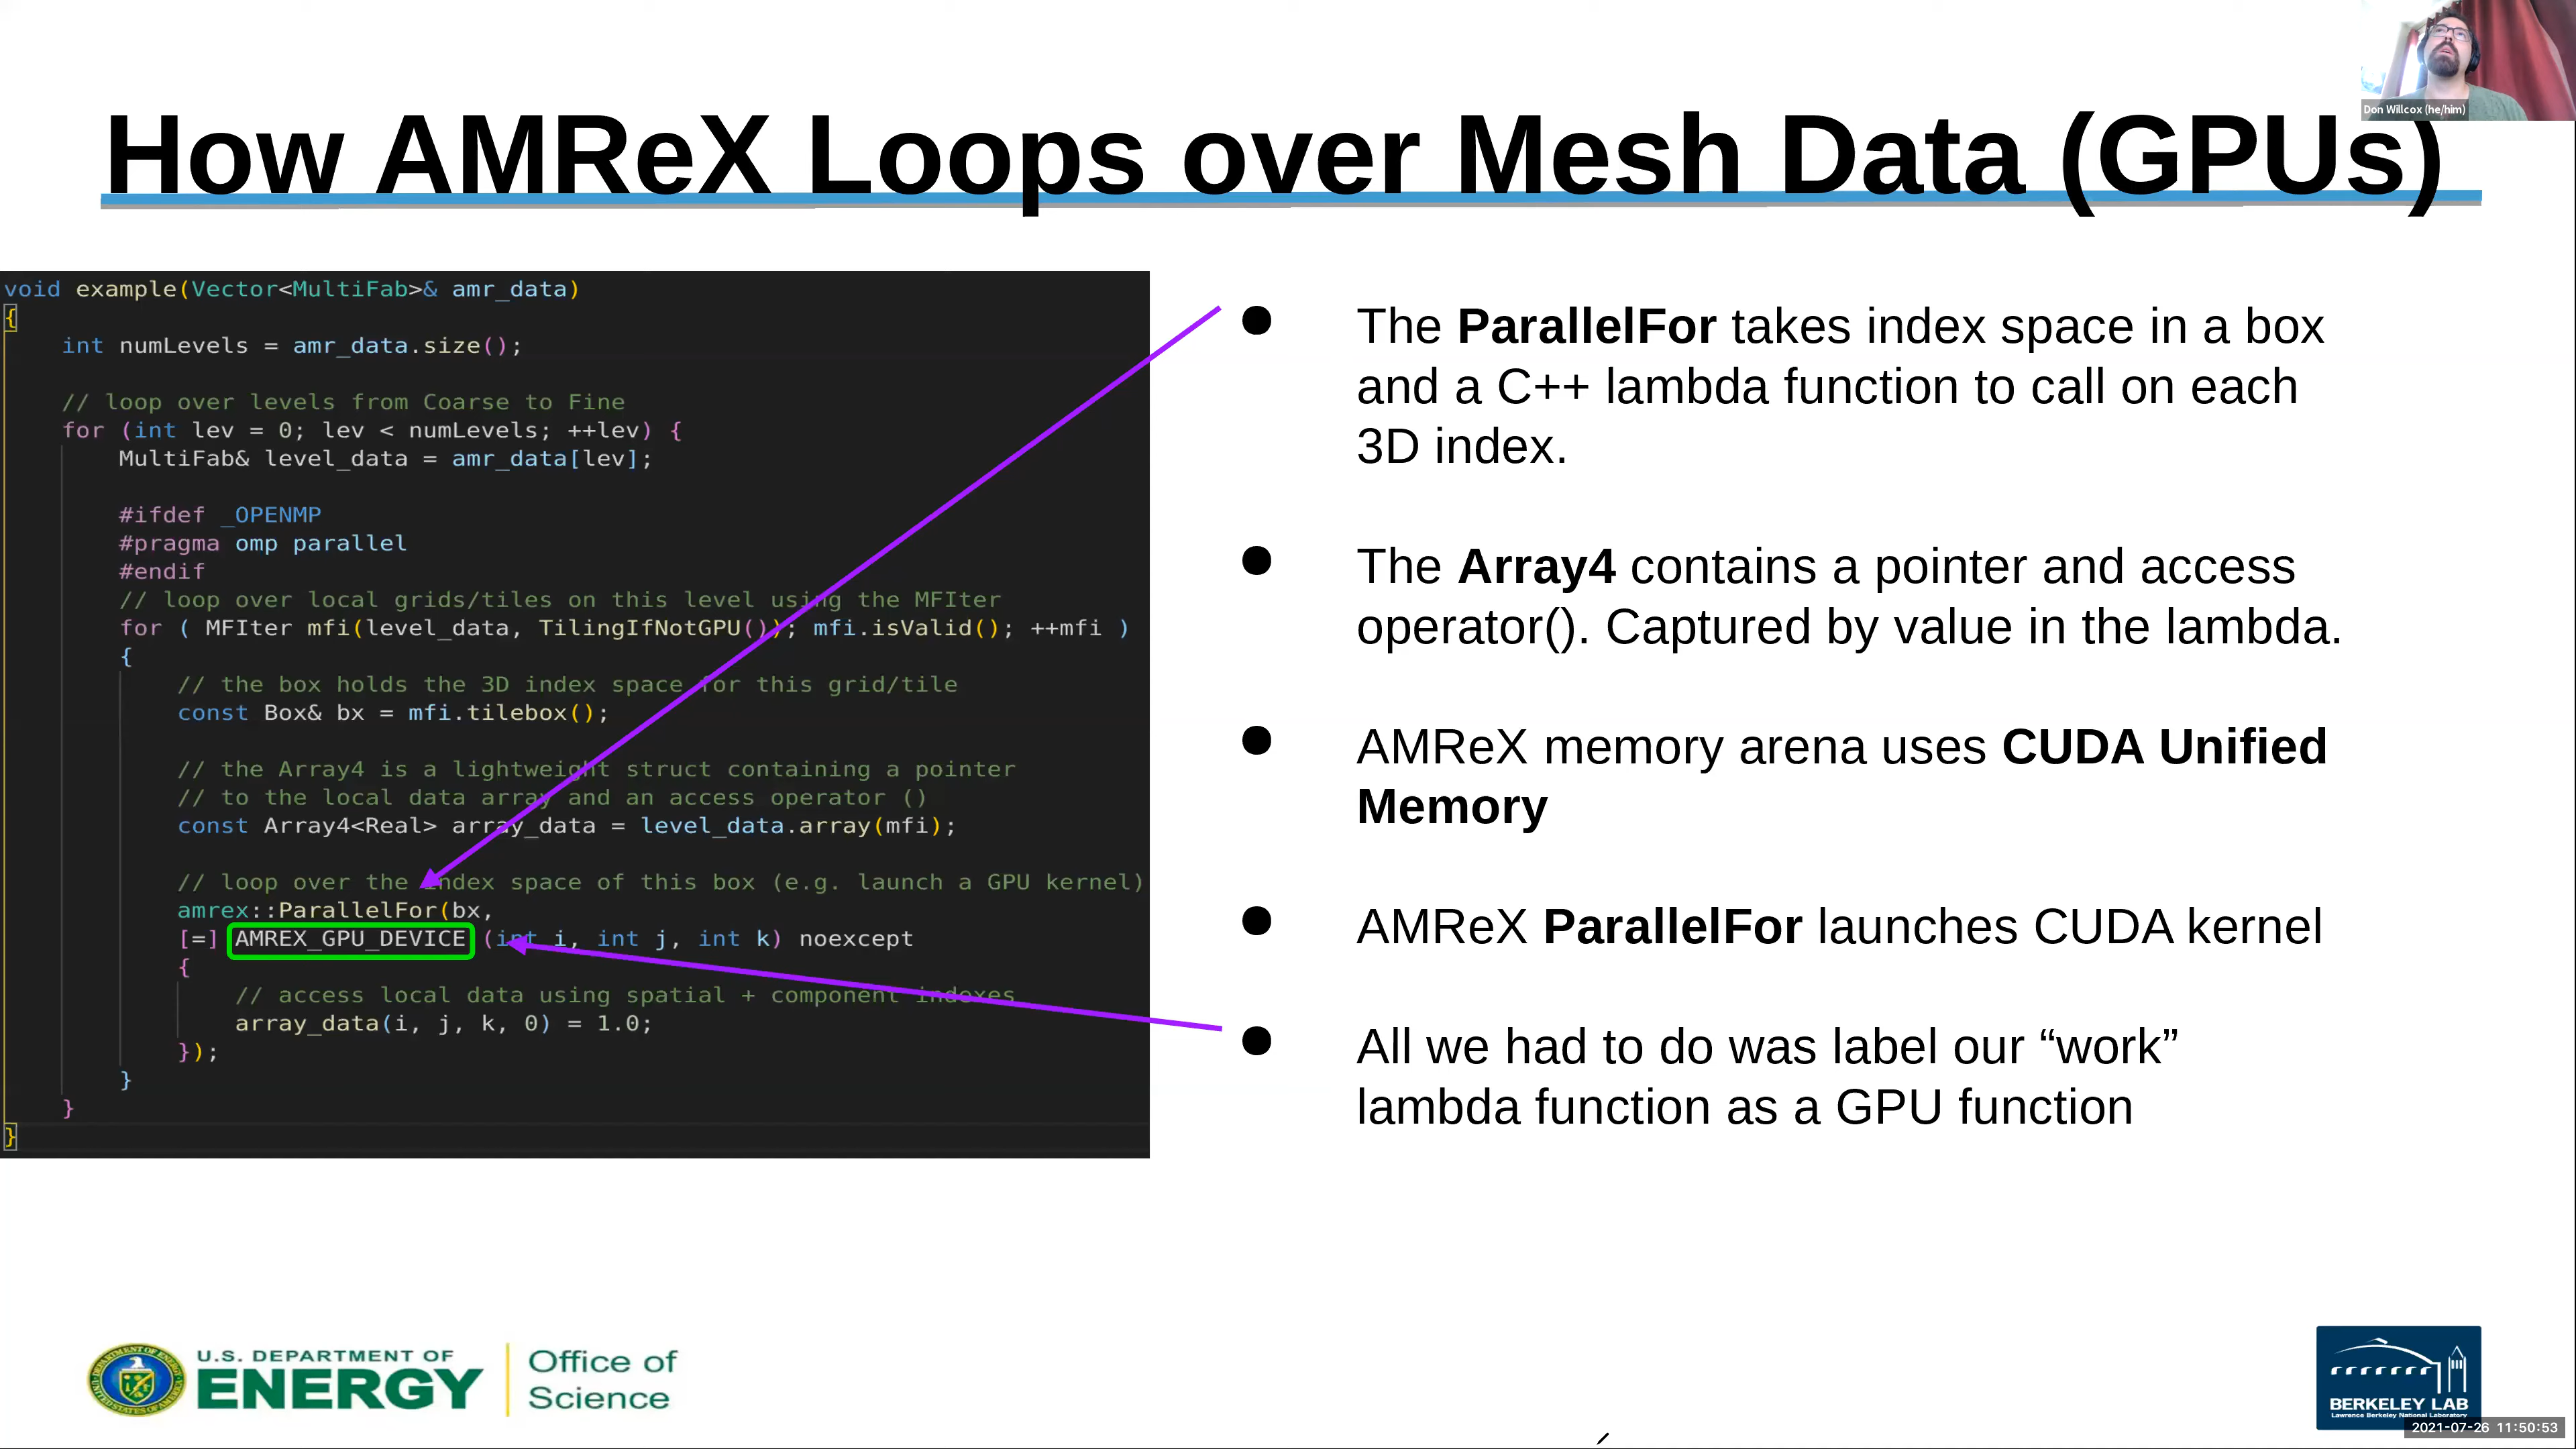 Don Willcox (he/him)
How AMReX Loops over Mesh Data (GPUs)
void example(Vector<MultiFab>& amr_data)
{
int numLevels = amr_data.size();
// loop over levels from Coarse to Fine
for (int lev = 0; lev < numLevels; ++lev) {
MultiFab& level_data = amr_data[lev];
#ifdef _OPENMP
#pragma omp parallel
#endif
// loop over local grids/tiles on this level using the MFIter
for ( MFIter mfi(level_data, TilingIfNotGPU()); mfi.isValid(); ++mfi )
{
// the box holds the 3D index space for this grid/tile
const Box& bx = mfi.tilebox();
// the Array4 is a lightweight struct containing a pointer
// to the local data array and an access operator ()
const Array4<Real> array_data = level_data.array(mfi);
// loop over the index space of this box (e.g. launch a GPU kernel)
amrex::ParallelFor(bx,
[=] AMREX_GPU_DEVICE (int i, int j, int k) noexcept
{
// access local data using spatial + component indexes
array_data(i, j, k, 0) = 1.0;
});
}
}
}
● The ParallelFor takes index space in a box
and a C++ lambda function to call on each
3D index.
● The Array4 contains a pointer and access
operator(). Captured by value in the lambda.
● AMReX memory arena uses CUDA Unified
Memory
● AMReX ParallelFor launches CUDA kernel
● All we had to do was label our “work”
lambda function as a GPU function
U.S. DEPARTMENT OF
ENERGY
Office of
Science
BERKELEY LAB
Lawrence Berkeley National Laboratory
2021-07-26 11:50:53